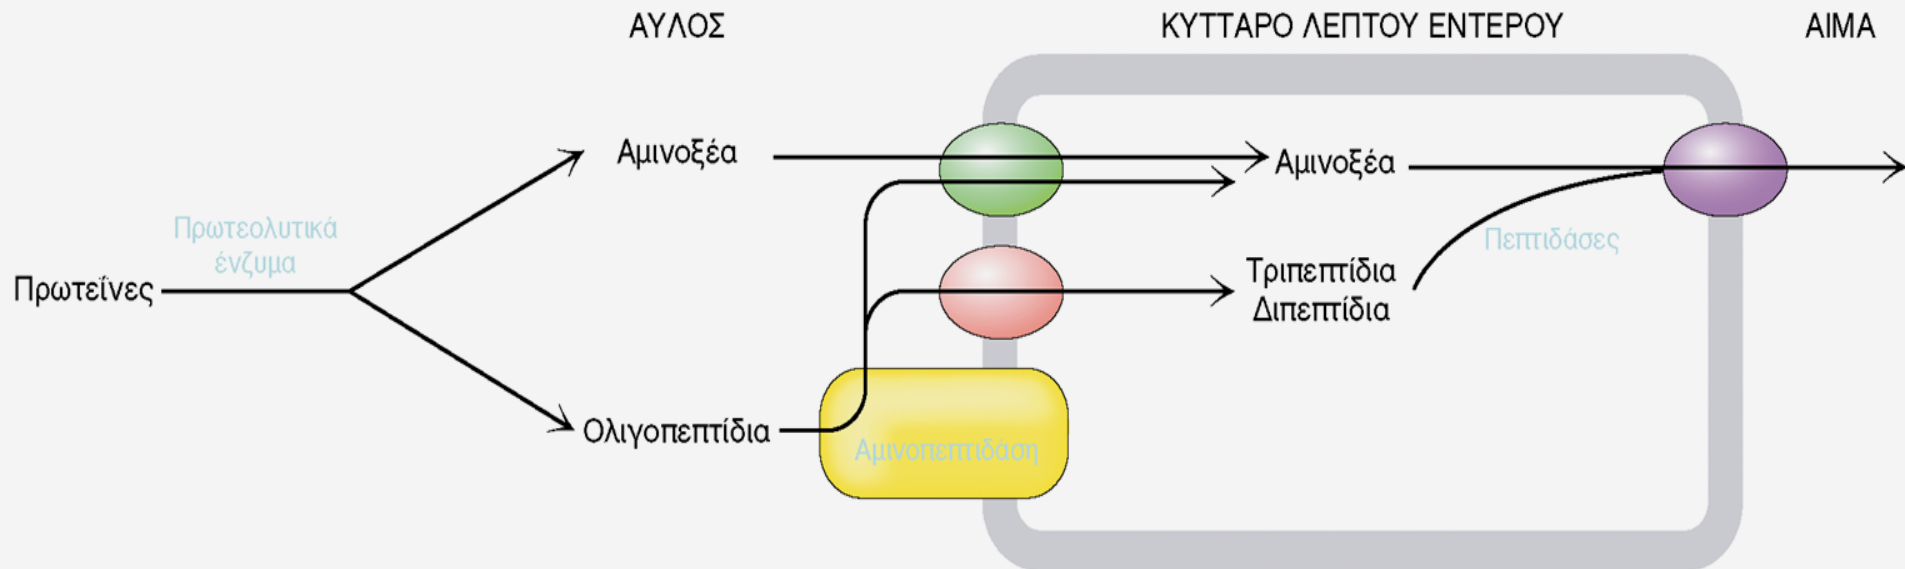 ΑΥΛΟΣ
ΚΥΤΤΑΡΟ ΛΕΠΤΟΥ ΕΝΤΕΡΟΥ
ΑΙΜΑ
Αμινοξέα
Αμινοξέα
Πρωτεολυτικά
ένζυμα
Πεπτιδάσες
Πρωτεΐνες
Τριπεπτίδια
Διπεπτίδια
Ολιγοπεπτίδια
Αμινοπεπτιδάση